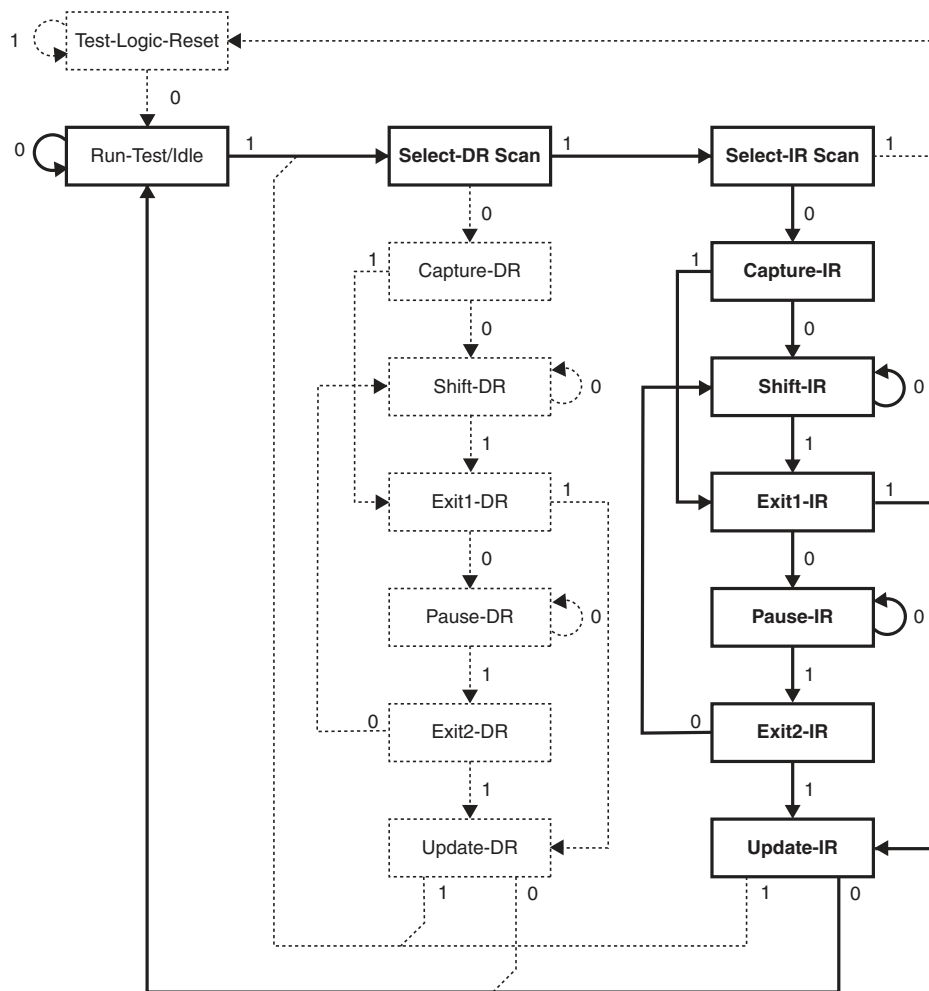 1 Test-Logic-Reset
0
0 Run-Test/Idle 1 Select-DR Scan 1 Select-IR Scan 1
0 0
1 Capture-DR 1 Capture-IR
0 0
Shift-DR 0 Shift-IR 0
1 1
Exit1-DR 1 Exit1-IR 1
0 0
Pause-DR 0 Pause-IR 0
1 1
0 Exit2-DR 0 Exit2-IR
1 1
Update-DR Update-IR
1 0 1 0